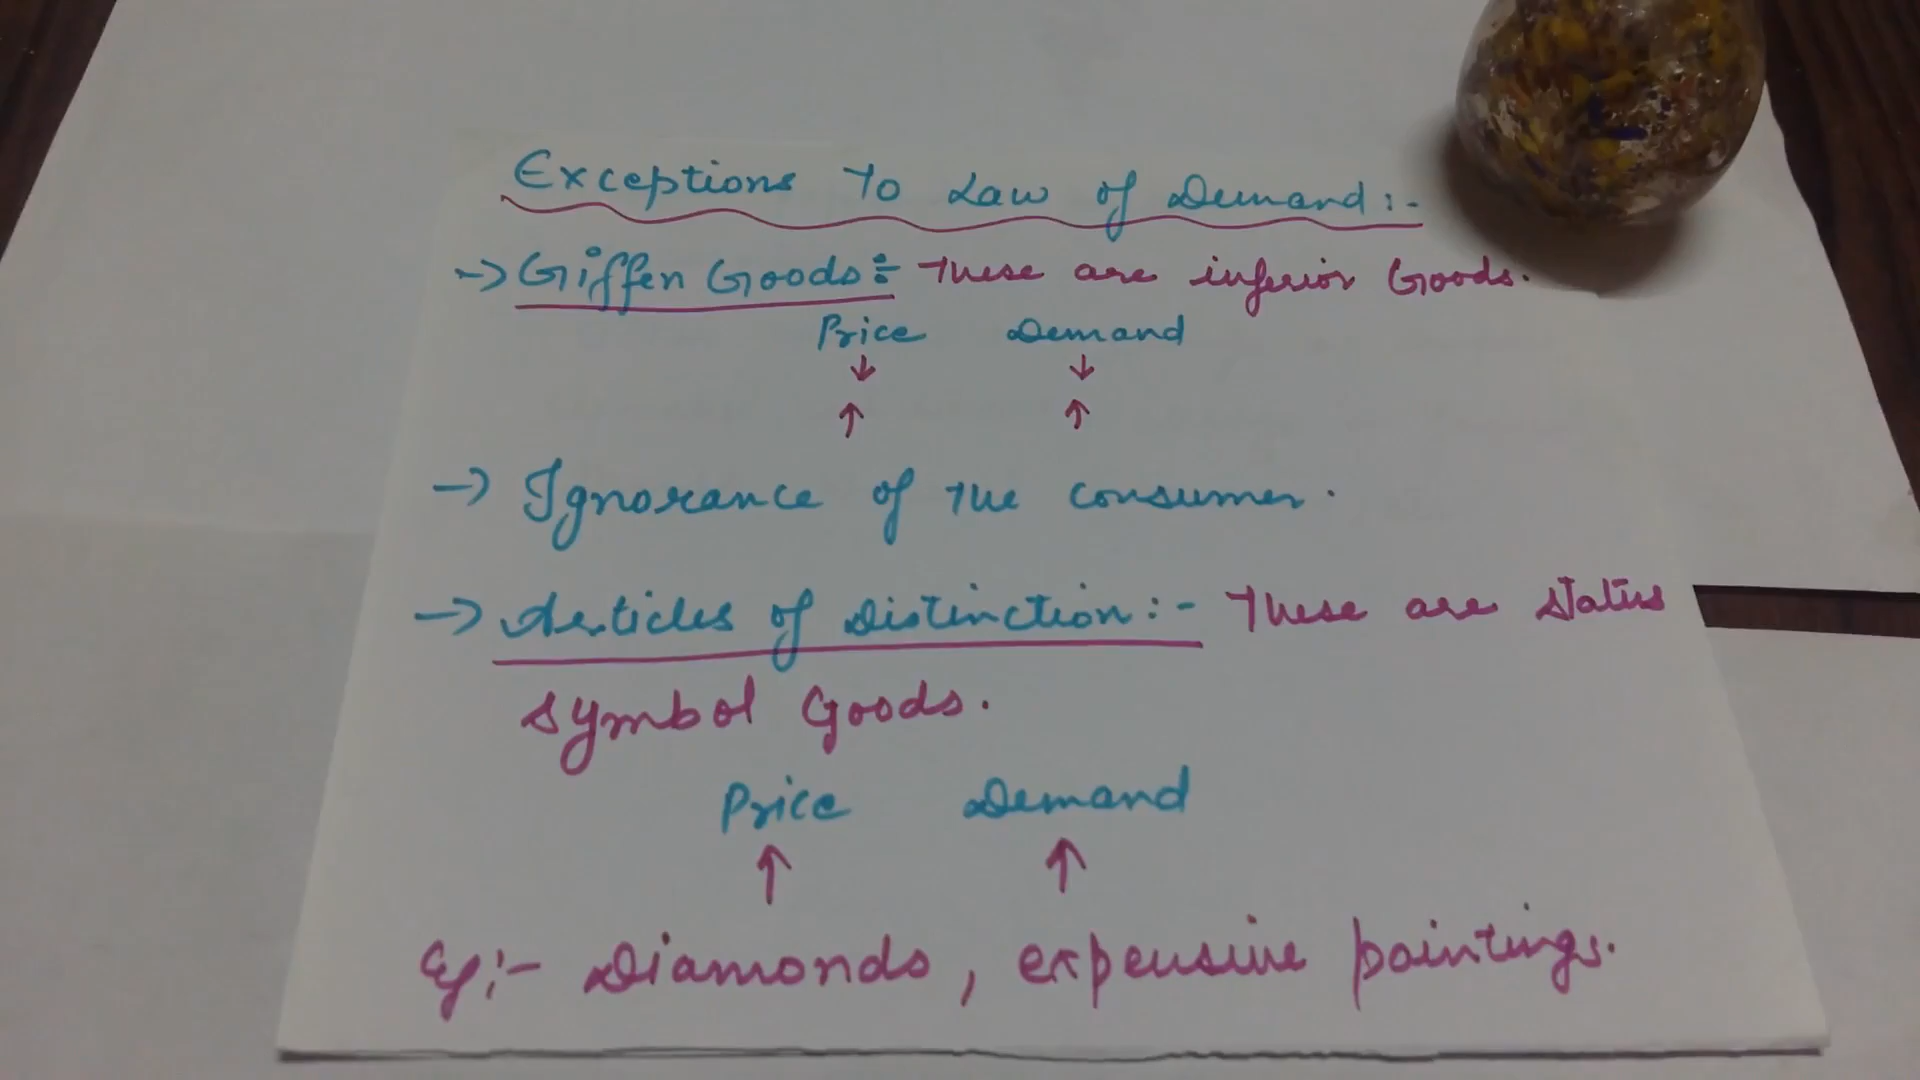 Exceptions To Law of Demand:-
→ Giffen Goods:- These are inferior Goods.
Price Demand
↓ ↓
↑ ↑
→ Ignorance of the consumer.
→ Articles of Distinction:- These are status
symbol Goods.
Price Demand
↑ ↑
Eg:- Diamonds, expensive paintings.